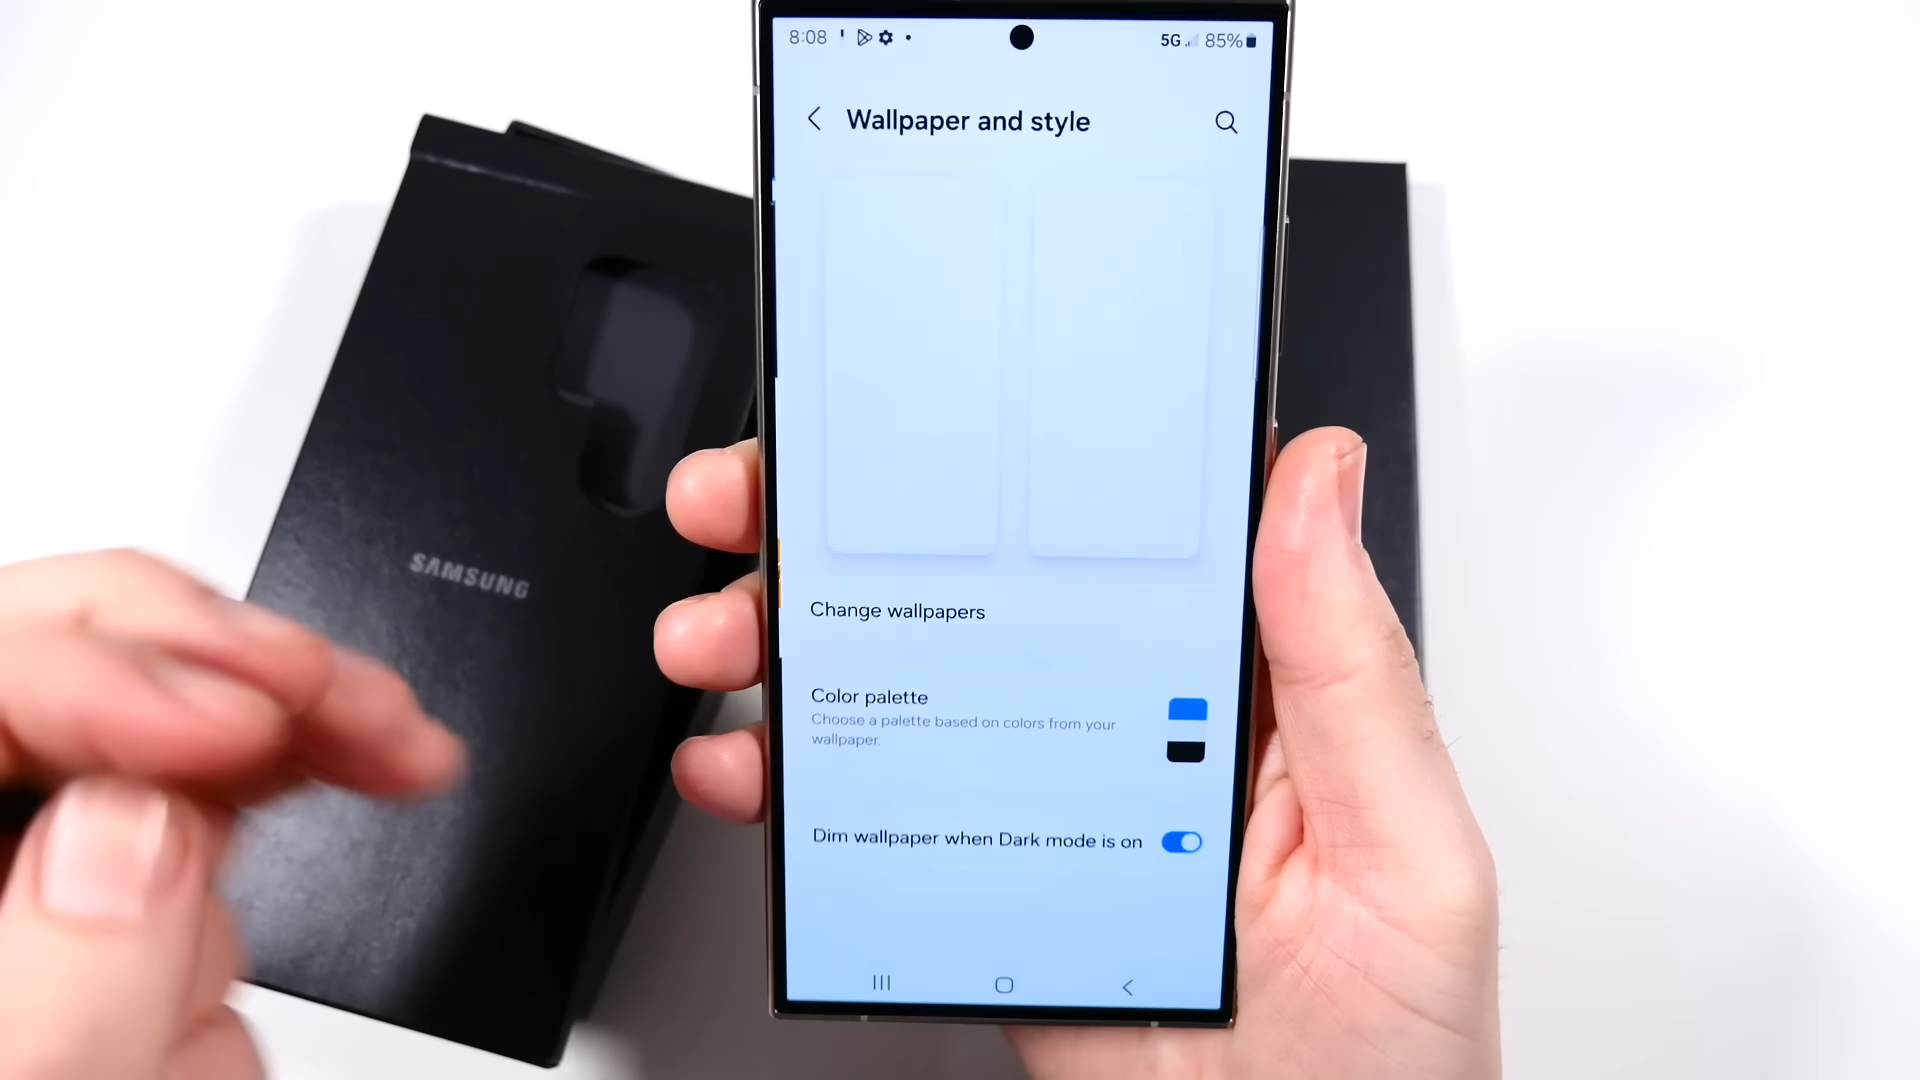 8:08
5G 85%
Wallpaper and style
SAMSUNG
Change wallpapers
Color palette
Choose a palette based on colors from your
wallpaper.
Dim wallpaper when Dark mode is on